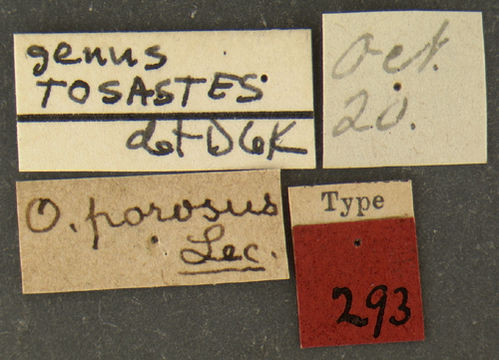 genus
TOSASTES
det DGK
Oct.
20.
O. porosus
Lec.
Type
293